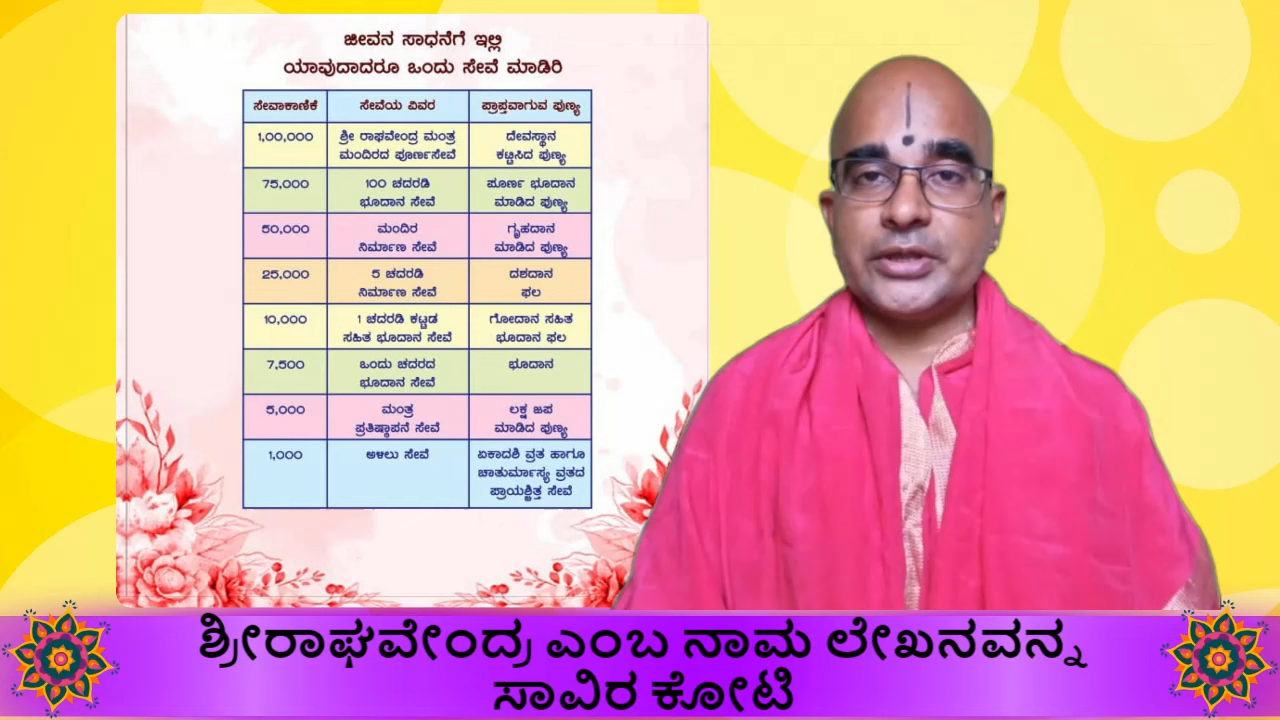 ಜೀವನ ಸಾಧನೆಗೆ ಇಲ್ಲಿ
ಯಾವುದಾದರೂ ಒಂದು ಸೇವೆ ಮಾಡಿರಿ
ಸೇವಾಕಾಣಿಕೆ ಸೇವೆಯ ವಿವರ ಪ್ರಾಪ್ತವಾಗುವ ಪುಣ್ಯ
1,00,000 ಶ್ರೀ ರಾಘವೇಂದ್ರ ಮಂತ್ರ ದೇವಸ್ಥಾನ
ಮಂದಿರದ ಪೂರ್ಣಸೇವೆ ಕಟ್ಟಿಸಿದ ಪುಣ್ಯ
75,000 100 ಚದರಡಿ ಪೂರ್ಣ ಭೂದಾನ
ಭೂದಾನ ಸೇವೆ ಮಾಡಿದ ಪುಣ್ಯ
50,000 ಮಂದಿರ ಗೃಹದಾನ
ನಿರ್ಮಾಣ ಸೇವೆ ಮಾಡಿದ ಪುಣ್ಯ
25,000 5 ಚದರಡಿ ದಶದಾನ
ನಿರ್ಮಾಣ ಸೇವೆ ಫಲ
10,000 1 ಚದರಡಿ ಕಟ್ಟಡ ಗೋದಾನ ಸಹಿತ
ಸಹಿತ ಭೂದಾನ ಸೇವೆ ಭೂದಾನ ಫಲ
7,500 ಒಂದು ಚದರದ ಭೂದಾನ
ಭೂದಾನ ಸೇವೆ
5,000 ಮಂತ್ರ ಲಕ್ಷ ಜಪ
ಪ್ರತಿಷ್ಠಾಪನೆ ಸೇವೆ ಮಾಡಿದ ಪುಣ್ಯ
1,000 ಅಳಿಲು ಸೇವೆ ಏಕಾದಶಿ ವ್ರತ ಹಾಗೂ
ಚಾತುರ್ಮಾಸ್ಯ ವ್ರತದ
ಪ್ರಾಯಶ್ಚಿತ್ತ ಸೇವೆ
ಶ್ರೀರಾಘವೇಂದ್ರ ಎಂಬ ನಾಮ ಲೇಖನವನ್ನ
ಸಾವಿರ ಕೋಟಿ